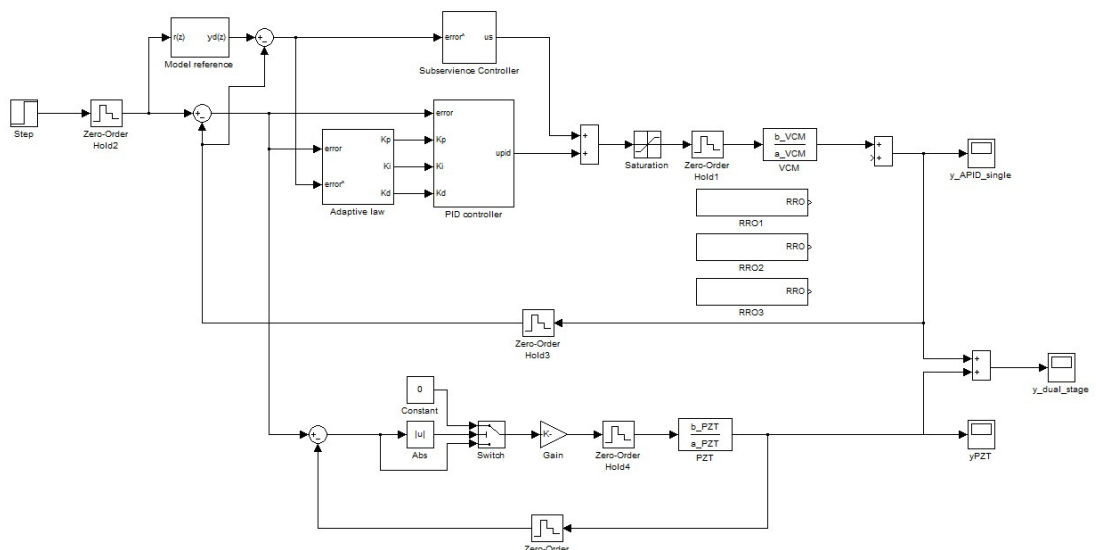 r(z) yd(z)
Model reference
+
-
error* us
Subservience Controller
Step
Zero-Order
Hold2
+
-
error
error*
Kp
Ki
Kd
Adaptive law
error
Kp
Ki
Kd
upid
PID controller
+
+
Saturation
Zero-Order
Hold1
b_VCM
a_VCM
VCM
+
+
y_APID_single
RRO
RRO1
RRO
RRO2
RRO
RRO3
Zero-Order
Hold3
+
+
y_dual_stage
0
Constant
+
-
|u|
Abs
Switch
K-
Gain
Zero-Order
Hold4
b_PZT
a_PZT
PZT
yPZT
Zero-Order